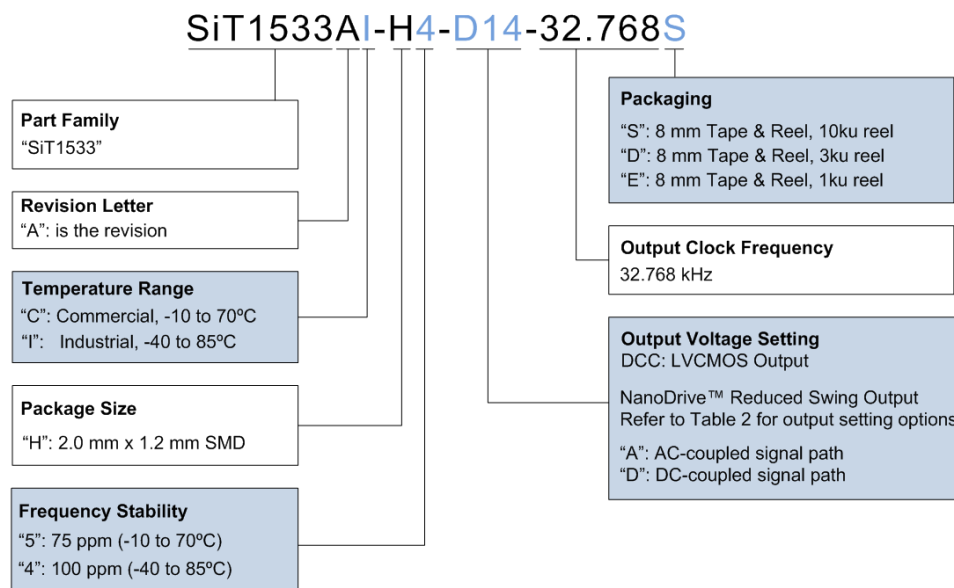 SiT1533AI-H4-D14-32.768S
Part Family
“SiT1533”
Revision Letter
“A”: is the revision
Temperature Range
“C”: Commercial, -10 to 70ºC
“I”: Industrial, -40 to 85ºC
Package Size
“H”: 2.0 mm x 1.2 mm SMD
Frequency Stability
“5”: 75 ppm (-10 to 70ºC)
“4”: 100 ppm (-40 to 85ºC)
Packaging
“S”: 8 mm Tape & Reel, 10ku reel
“D”: 8 mm Tape & Reel, 3ku reel
“E”: 8 mm Tape & Reel, 1ku reel
Output Clock Frequency
32.768 kHz
Output Voltage Setting
DCC: LVCMOS Output
NanoDrive™ Reduced Swing Output
Refer to Table 2 for output setting options
“A”: AC-coupled signal path
“D”: DC-coupled signal path